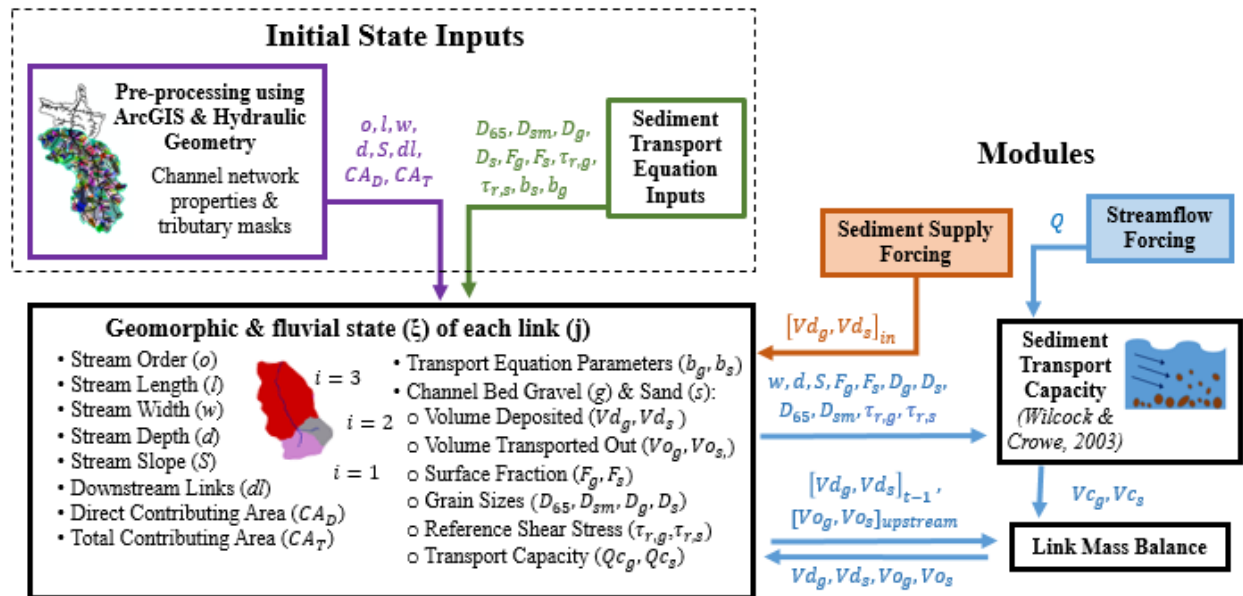 Initial State Inputs
Pre-processing using
ArcGIS & Hydraulic
Geometry
Channel network
properties &
tributary masks
o, l, w,
d, S, dl,
CA_D, CA_T
D_65, D_sm, D_g,
D_s, F_g, F_s, τ_r,g,
τ_r,s, b_s, b_g
Sediment
Transport
Equation
Inputs
Modules
Sediment Supply
Forcing
Q
Streamflow
Forcing
[Vd_g, Vd_s]_in
Geomorphic & fluvial state (ξ) of each link (j)
• Stream Order (o)
• Stream Length (l)
• Stream Width (w)
• Stream Depth (d)
• Stream Slope (S)
• Downstream Links (dl)
• Direct Contributing Area (CA_D)
• Total Contributing Area (CA_T)
i = 3
i = 2
i = 1
• Transport Equation Parameters (b_g, b_s)
• Channel Bed Gravel (g) & Sand (s):
o Volume Deposited (Vd_g, Vd_s)
o Volume Transported Out (Vo_g, Vo_s,)
o Surface Fraction (F_g, F_s)
o Grain Sizes (D_65, D_sm, D_g, D_s)
o Reference Shear Stress (τ_r,g, τ_r,s)
o Transport Capacity (Qc_g, Qc_s)
w, d, S, F_g, F_s, D_g, D_s,
D_65, D_sm, τ_r,g, τ_r,s
Sediment
Transport
Capacity
(Wilcock &
Crowe, 2003)
Vc_g, Vc_s
[Vd_g, Vd_s]_t−1,
[Vo_g, Vo_s]_upstream
Vd_g, Vd_s, Vo_g, Vo_s
Link Mass Balance